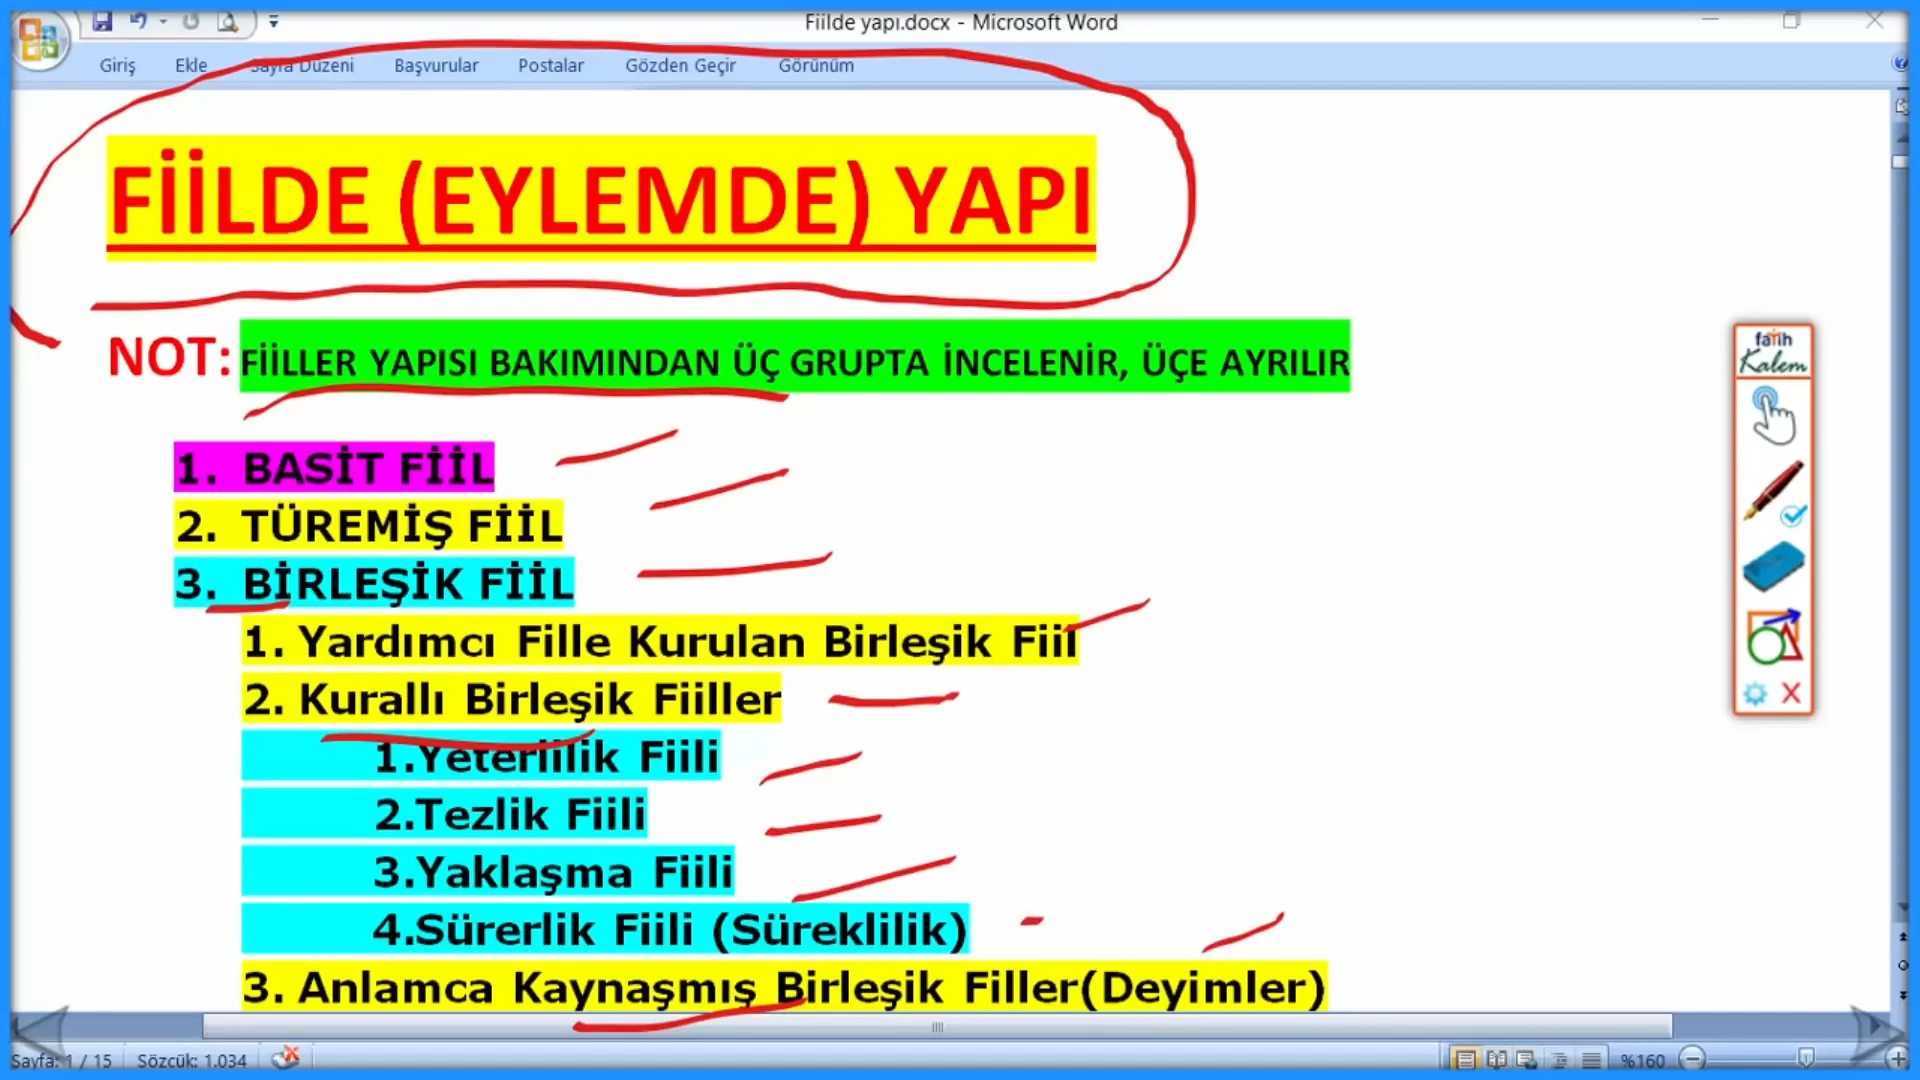 Fiilde yapı.docx - Microsoft Word
Giriş Ekle Sayfa Düzeni Başvurular Postalar Gözden Geçir Görünüm
FİİLDE (EYLEMDE) YAPI
NOT: FİİLLER YAPISI BAKIMINDAN ÜÇ GRUPTA İNCELENİR, ÜÇE AYRILIR
fatih
Kalem
1. BASİT FİİL
2. TÜREMİŞ FİİL
3. BİRLEŞİK FİİL
1. Yardımcı Fille Kurulan Birleşik Fiil
2. Kurallı Birleşik Fiiller
1.Yeterlilik Fiili
2.Tezlik Fiili
3.Yaklaşma Fiili
4.Sürerlik Fiili (Süreklilik)
3. Anlamca Kaynaşmış Birleşik Filler(Deyimler)
Sayfa: 1 / 15 Sözcük: 1.034 %160